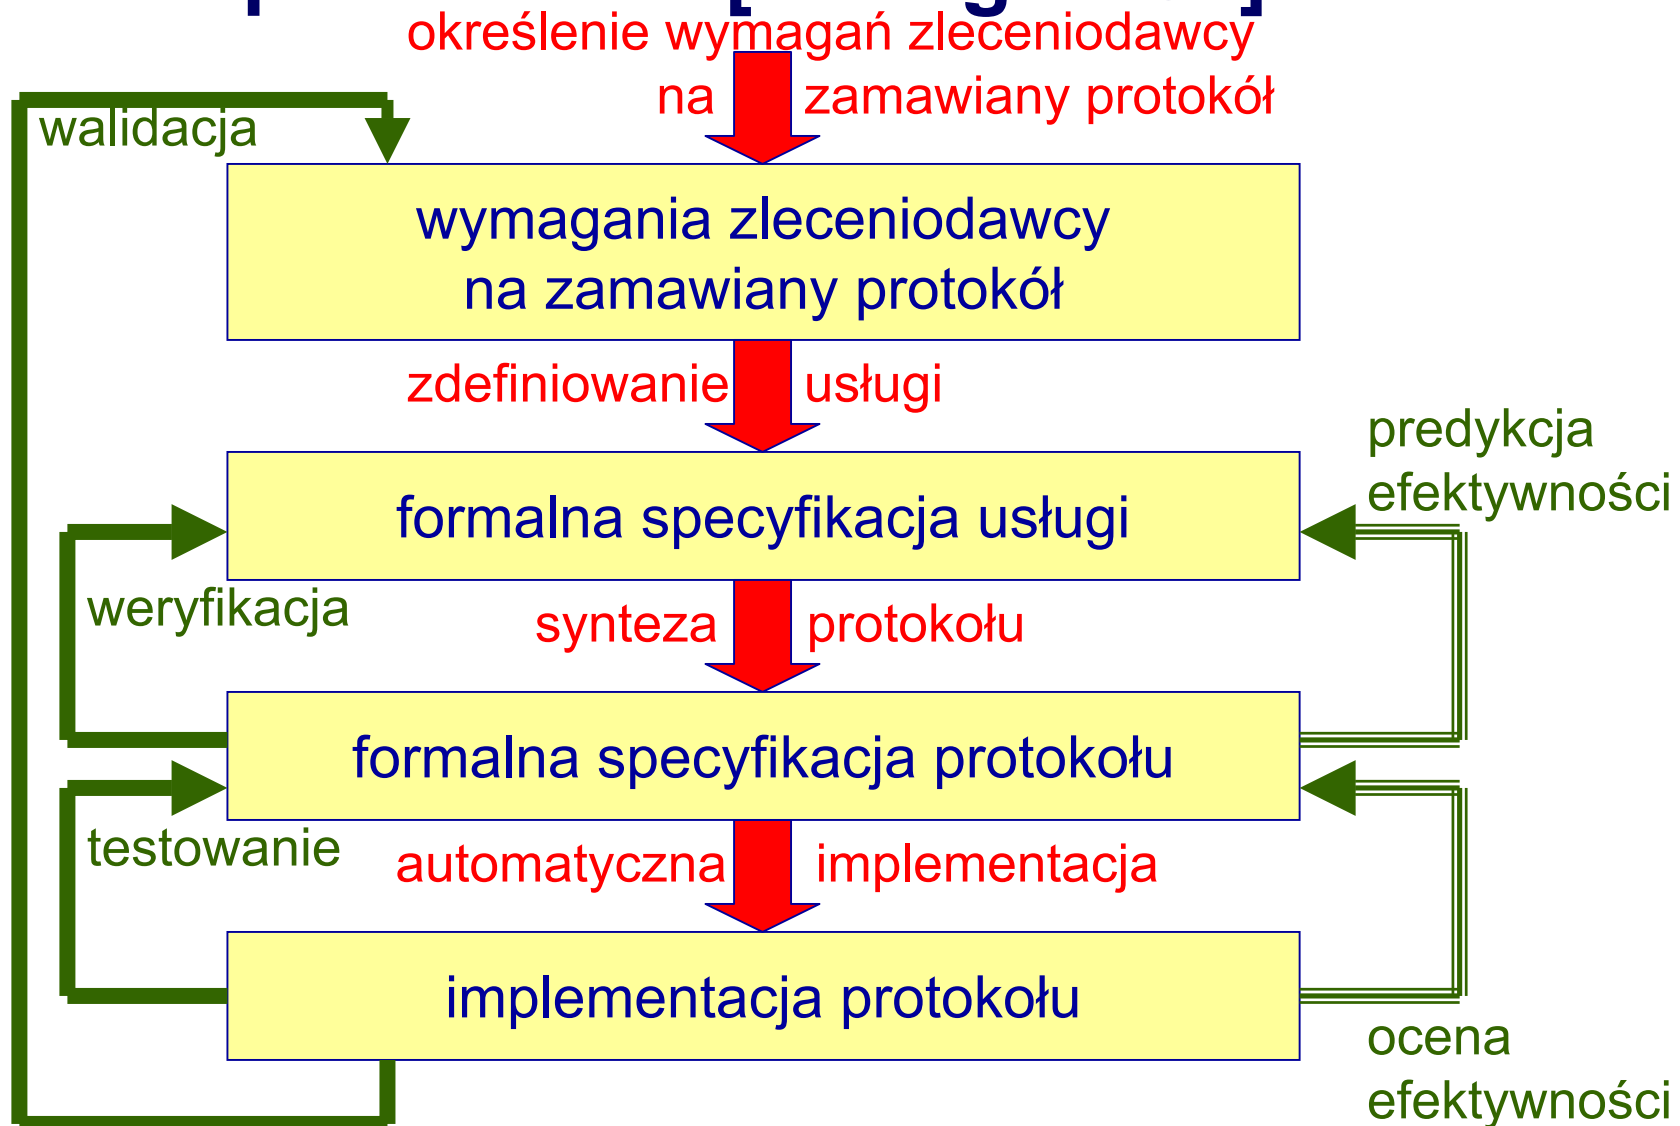 określenie wymagań zleceniodawcy
na zamawiany protokół
walidacja
wymagania zleceniodawcy
na zamawiany protokół
zdefiniowanie usługi
predykcja
efektywności
formalna specyfikacja usługi
weryfikacja
synteza protokołu
formalna specyfikacja protokołu
testowanie
automatyczna implementacja
implementacja protokołu
ocena
efektywności